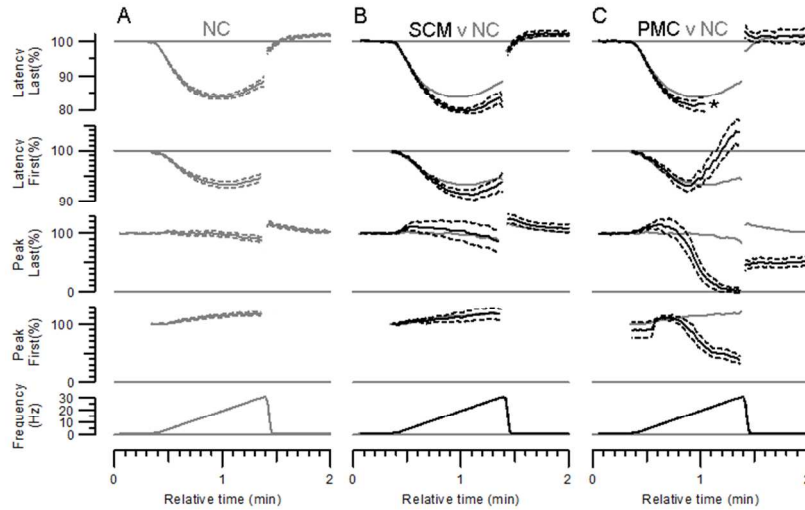 A
NC
B
SCM v NC
C
PMC v NC
Latency
Last(%)
100
90
80
*
Latency
First(%)
100
90
Peak
Last(%)
100
0
Peak
First(%)
100
0
Frequency
(Hz)
30
20
10
0
0 1 2
0 1 2
0 1 2
Relative time (min)
Relative time (min)
Relative time (min)